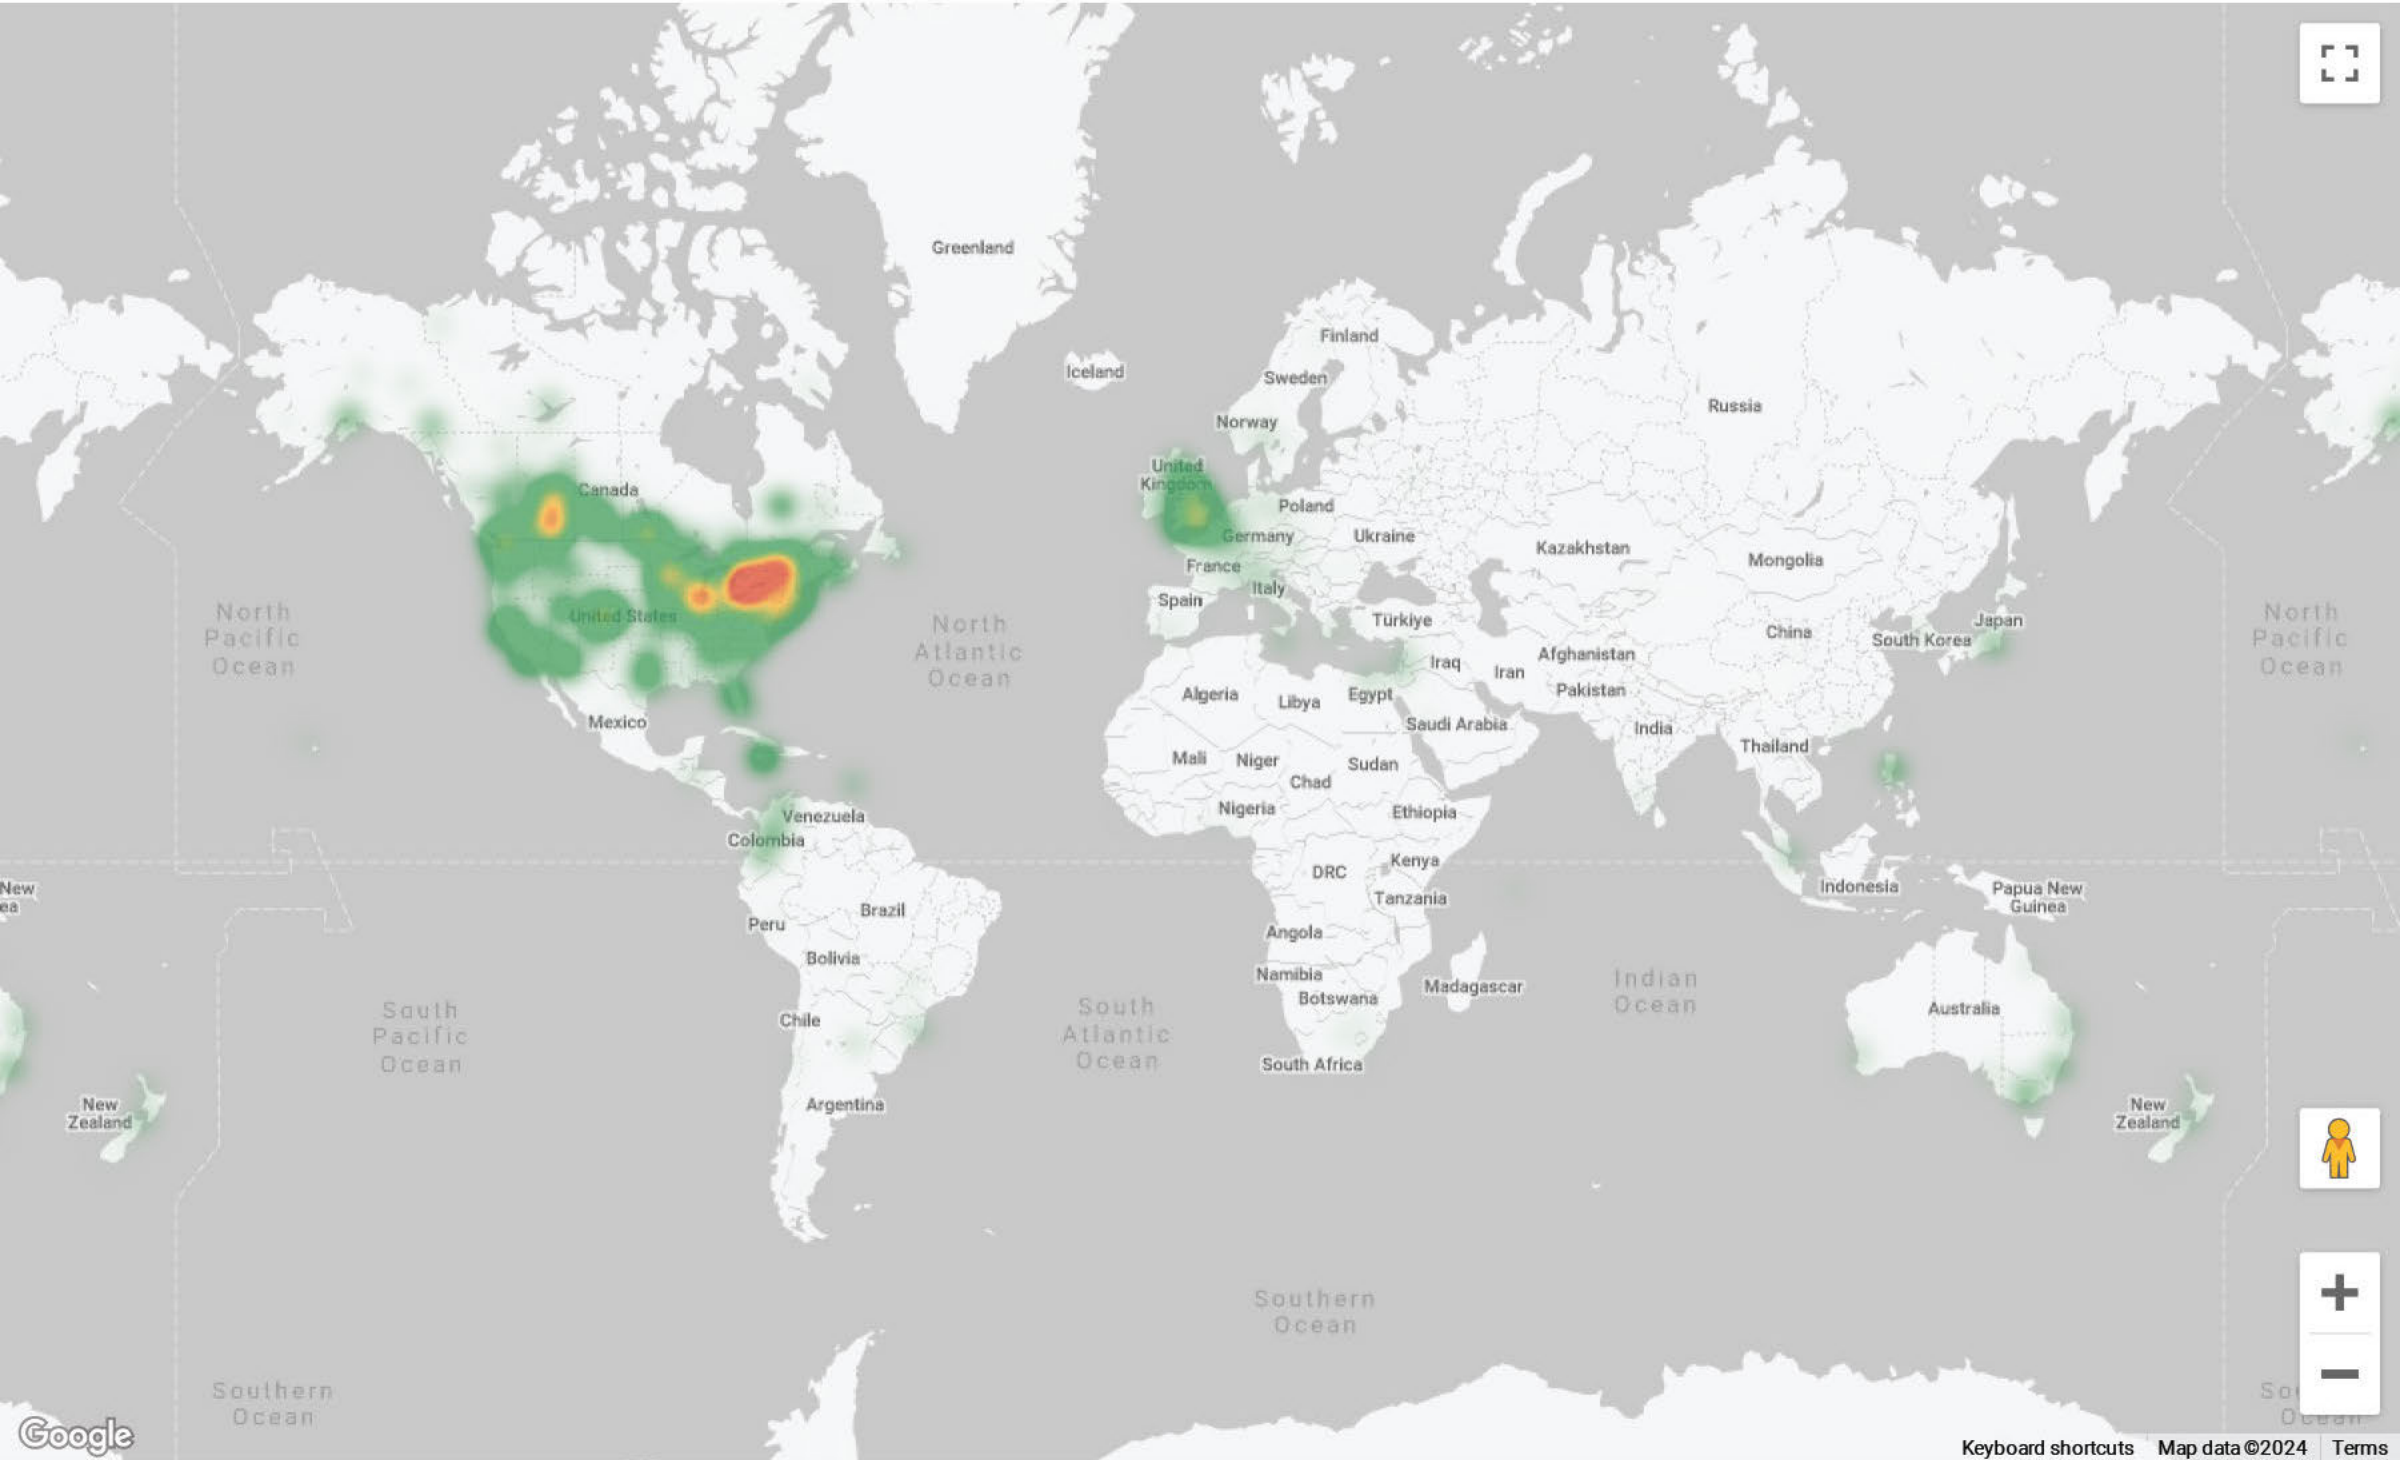 Greenland
Finland
Iceland
Sweden
Russia
Norway
United
Kingdom
Canada
Poland
Germany
Ukraine
Kazakhstan
Mongolia
France
Italy
Spain
United States
Türkiye
Japan
China
South Korea
North
Pacific
Ocean
North
Atlantic
Ocean
North
Pacific
Ocean
Afghanistan
Iraq
Iran
Pakistan
Algeria
Libya
Egypt
Mexico
Saudi Arabia
India
Thailand
Mali
Niger
Sudan
Chad
Nigeria
Ethiopia
Venezuela
Colombia
Kenya
DRC
Tanzania
Indonesia
Papua New
Guinea
New
ea
Brazil
Peru
Angola
Bolivia
Namibia
Botswana
Madagascar
Indian
Ocean
Australia
Chile
South
Pacific
Ocean
South
Atlantic
Ocean
South Africa
New
Zealand
Argentina
New
Zealand
Southern
Ocean
Southern
Ocean
So
Ocean
Google
Keyboard shortcuts
Map data ©2024
Terms